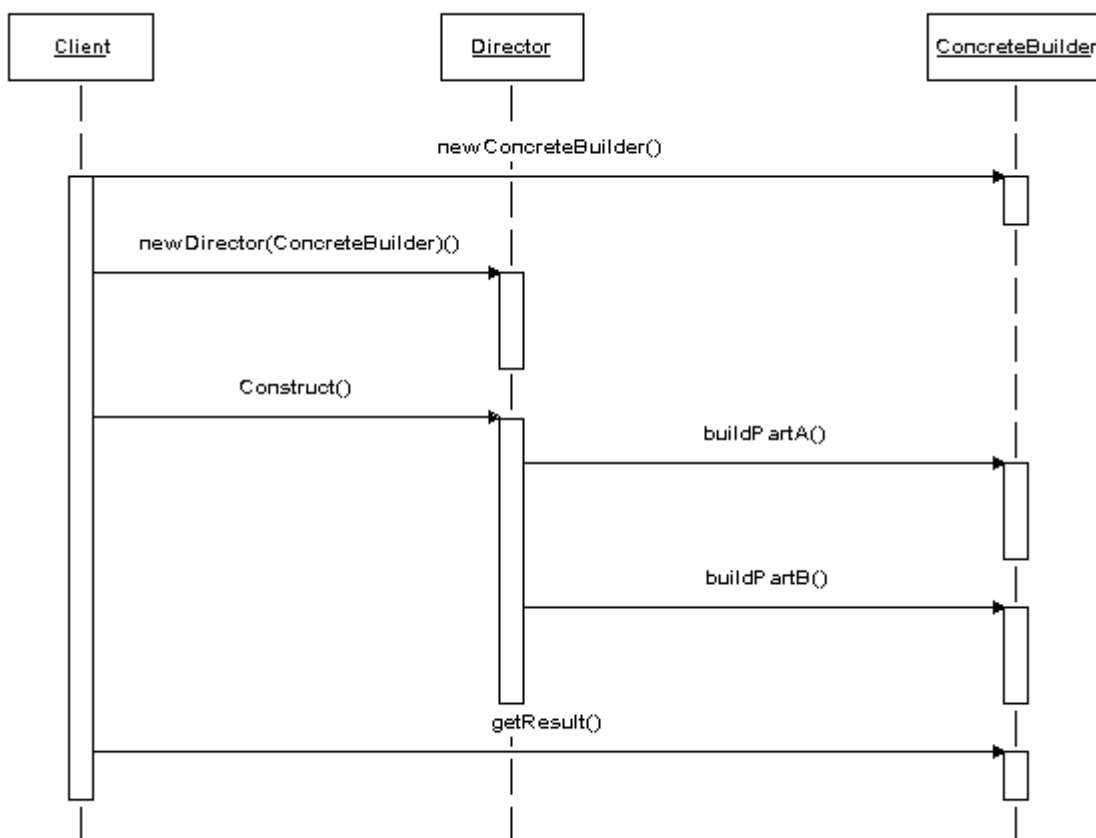 Client
Director
ConcreteBuilder
newConcreteBuilder()
newDirector(ConcreteBuilder)()
Construct()
buildPartA()
buildPartB()
getResult()